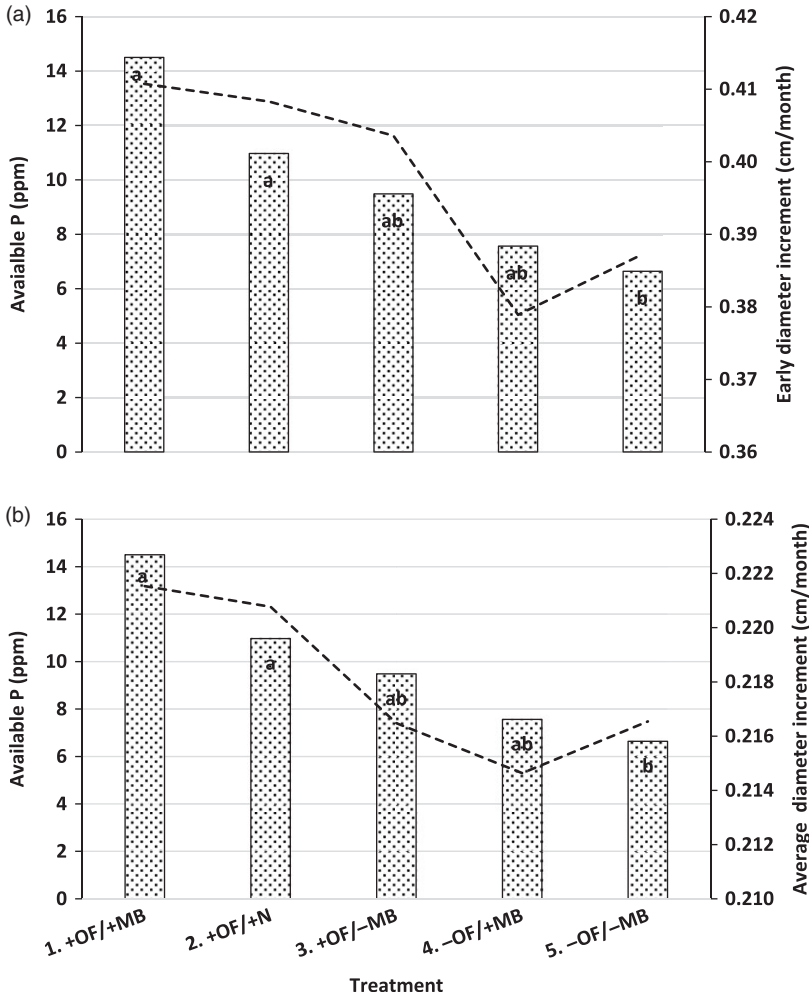 (a)
Avaialble P (ppm)
16
14
12
10
8
6
4
2
0
a
a
ab
ab
b
0.42
0.41
0.40
0.39
0.38
0.37
0.36
Early diameter increment (cm/month)
(b)
Available P (ppm)
16
14
12
10
8
6
4
2
0
a
a
ab
ab
b
0.224
0.222
0.220
0.218
0.216
0.214
0.212
0.210
Average diameter increment (cm/month)
1. +OF/+MB
2. +OF/+N
3. +OF/−MB
4. −OF/+MB
5. −OF/−MB
Treatment